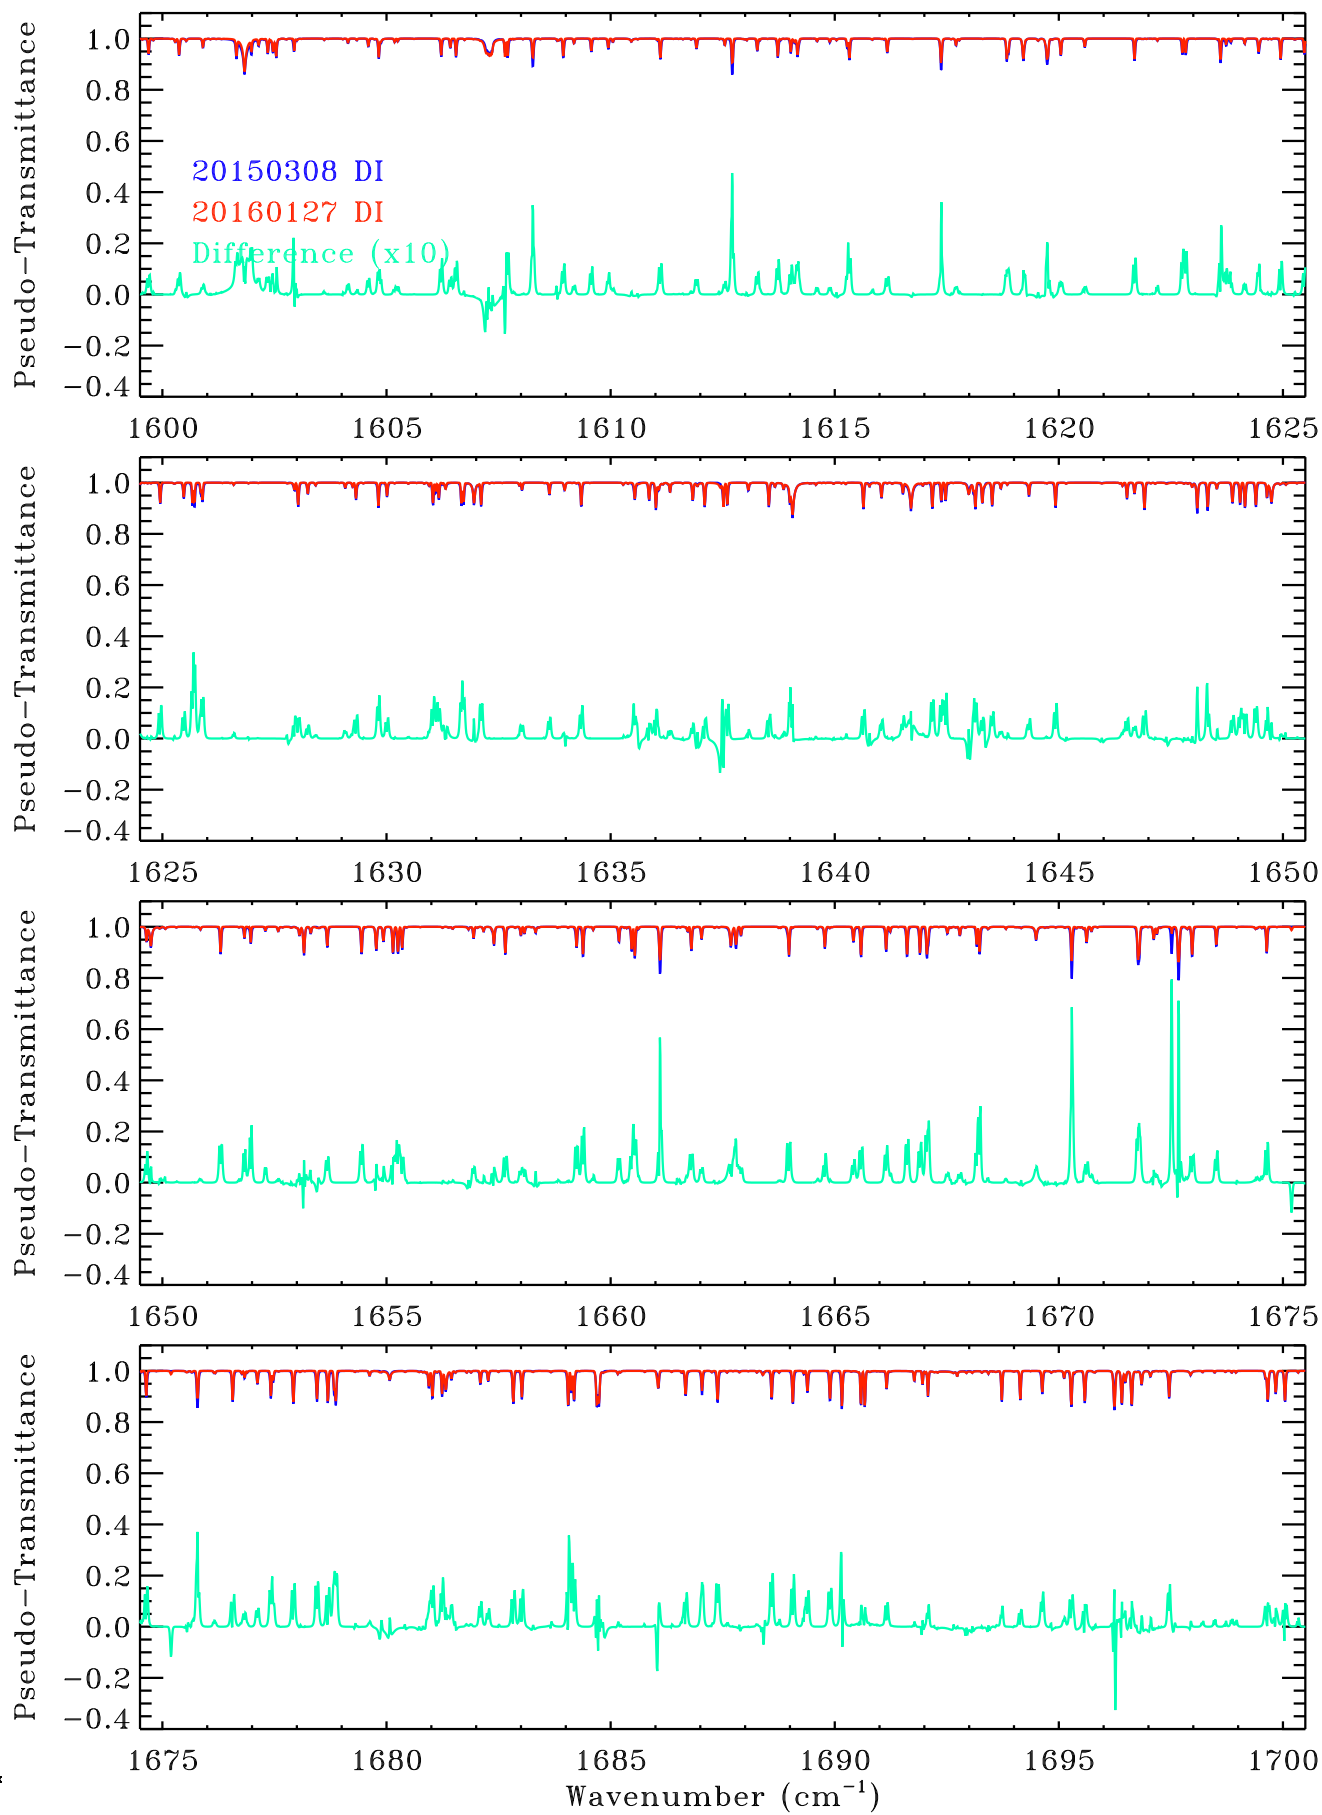 Pseudo-Transmittance
1.0
0.8
0.6
0.4
0.2
0.0
-0.2
-0.4
20150308 DI
20160127 DI
Difference (x10)
1600 1605 1610 1615 1620 1625
Pseudo-Transmittance
1.0
0.8
0.6
0.4
0.2
0.0
-0.2
-0.4
1625 1630 1635 1640 1645 1650
Pseudo-Transmittance
1.0
0.8
0.6
0.4
0.2
0.0
-0.2
-0.4
1650 1655 1660 1665 1670 1675
Pseudo-Transmittance
1.0
0.8
0.6
0.4
0.2
0.0
-0.2
-0.4
1675 1680 1685 1690 1695 1700
Wavenumber (cm⁻¹)